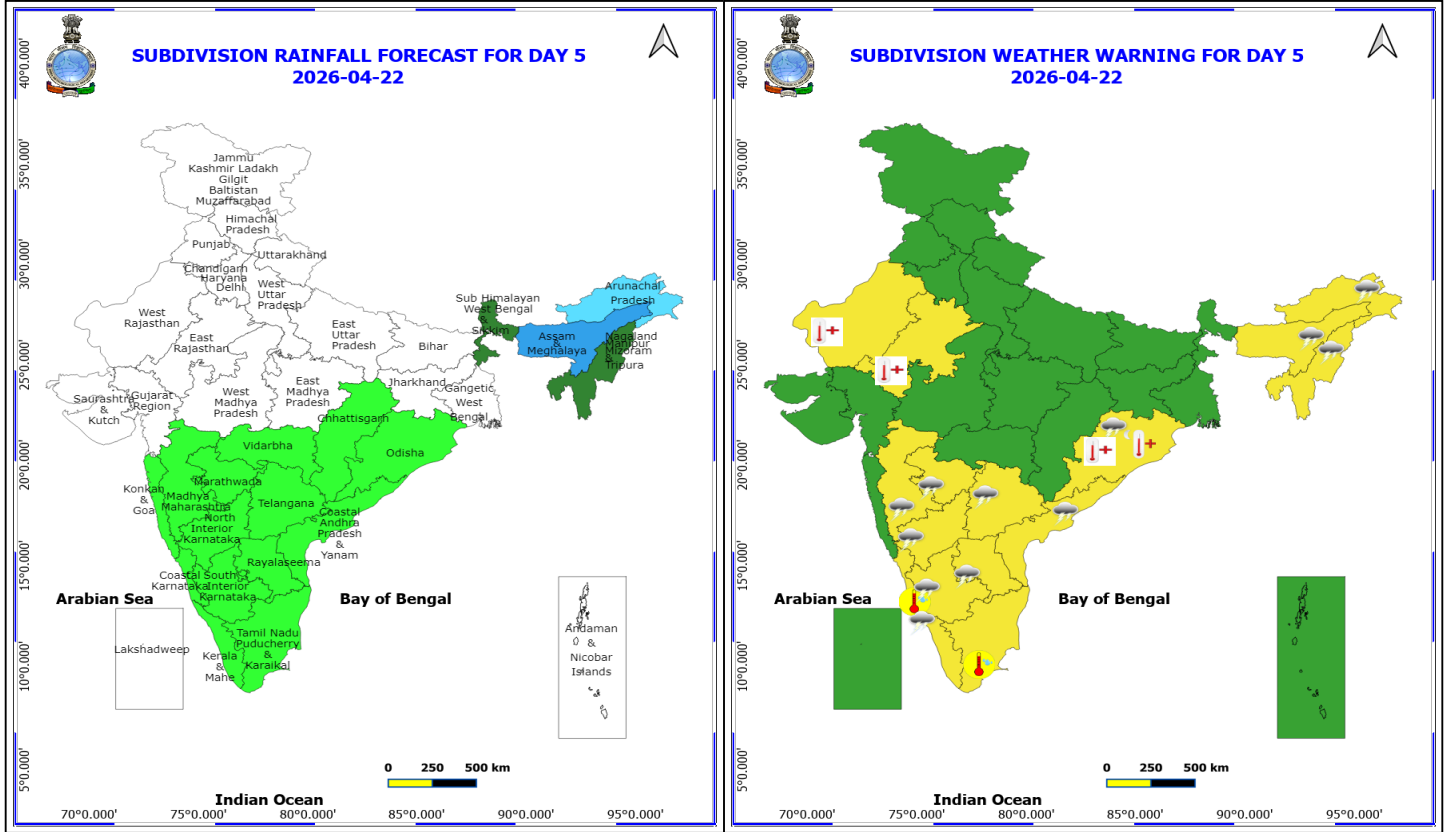 SUBDIVISION RAINFALL FORECAST FOR DAY 5
2026-04-22
40°0.000'
35°0.000'
30°0.000'
25°0.000'
20°0.000'
15°0.000'
10°0.000'
5°0.000'
Jammu
Kashmir Ladakh
Gilgit
Baltistan
Muzaffarabad
Himachal
Pradesh
Punjab
Uttarakhand
Chandigarh
Haryana
Delhi
West
Uttar
Pradesh
West
Rajasthan
East
Rajasthan
East
Uttar
Pradesh
Bihar
Sub Himalayan
West Bengal
&
Sikkim
Arunachal
Pradesh
Assam
&
Meghalaya
Nagaland
Manipur
Mizoram
&
Tripura
Saurashtra
&
Kutch
Gujarat
Region
West
Madhya
Pradesh
East
Madhya
Pradesh
Jharkhand
Gangetic
West
Bengal
Chhattisgarh
Vidarbha
Odisha
Konkan
&
Goa
Madhya
Maharashtra
Marathwada
Telangana
North
Interior
Karnataka
Coastal
Andhra
Pradesh
&
Yanam
Rayalaseema
Coastal
Karnataka
South
Interior
Karnataka
Arabian Sea
Bay of Bengal
Lakshadweep
Kerala
&
Mahe
Tamil Nadu
Puducherry
&
Karaikal
Andaman
&
Nicobar
Islands
0 250 500 km
Indian Ocean
70°0.000' 75°0.000' 80°0.000' 85°0.000' 90°0.000' 95°0.000'
SUBDIVISION WEATHER WARNING FOR DAY 5
2026-04-22
40°0.000'
35°0.000'
30°0.000'
25°0.000'
20°0.000'
15°0.000'
10°0.000'
5°0.000'
Arabian Sea
Bay of Bengal
0 250 500 km
Indian Ocean
70°0.000' 75°0.000' 80°0.000' 85°0.000' 90°0.000' 95°0.000'